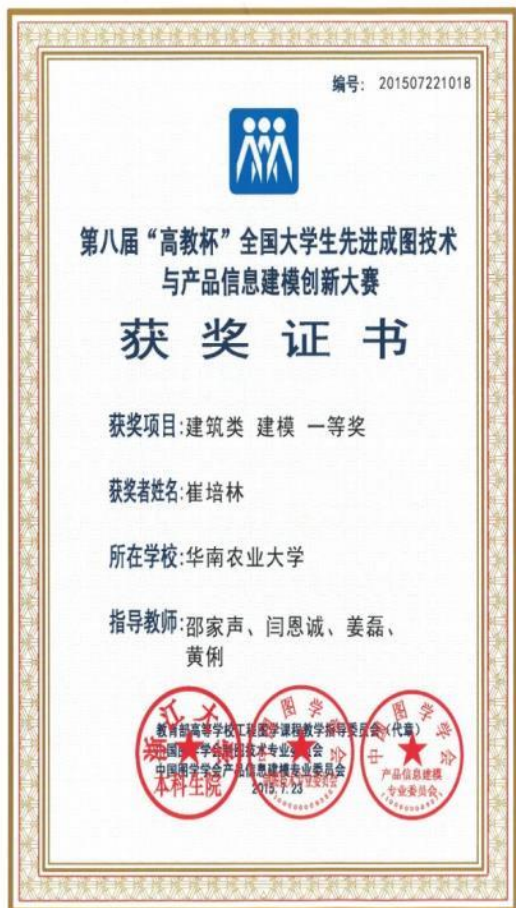 编号: 201507221018
第八届“高教杯”全国大学生先进成图技术
与产品信息建模创新大赛
获奖证书
获奖项目:建筑类 建模 一等奖
获奖者姓名:崔培林
所在学校:华南农业大学
指导教师:邵家声、闫恩诚、姜磊、
黄俐
教育部高等学校工程图学课程教学指导委员会(代章)
中国图学学会制图技术专业委员会
中国图学学会产品信息建模专业委员会
2015.7.23
本科生院
中国图学学会
产品信息建模
专业委员会